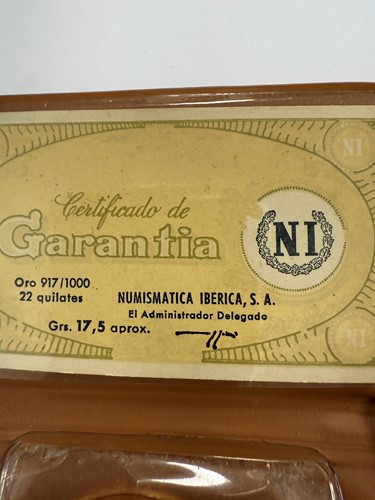 NI
Certificado de
Garantia
NI
Oro 917/1000
22 quilates
NUMISMATICA IBERICA, S. A.
El Administrador Delegado
Grs. 17,5 aprox.
NI